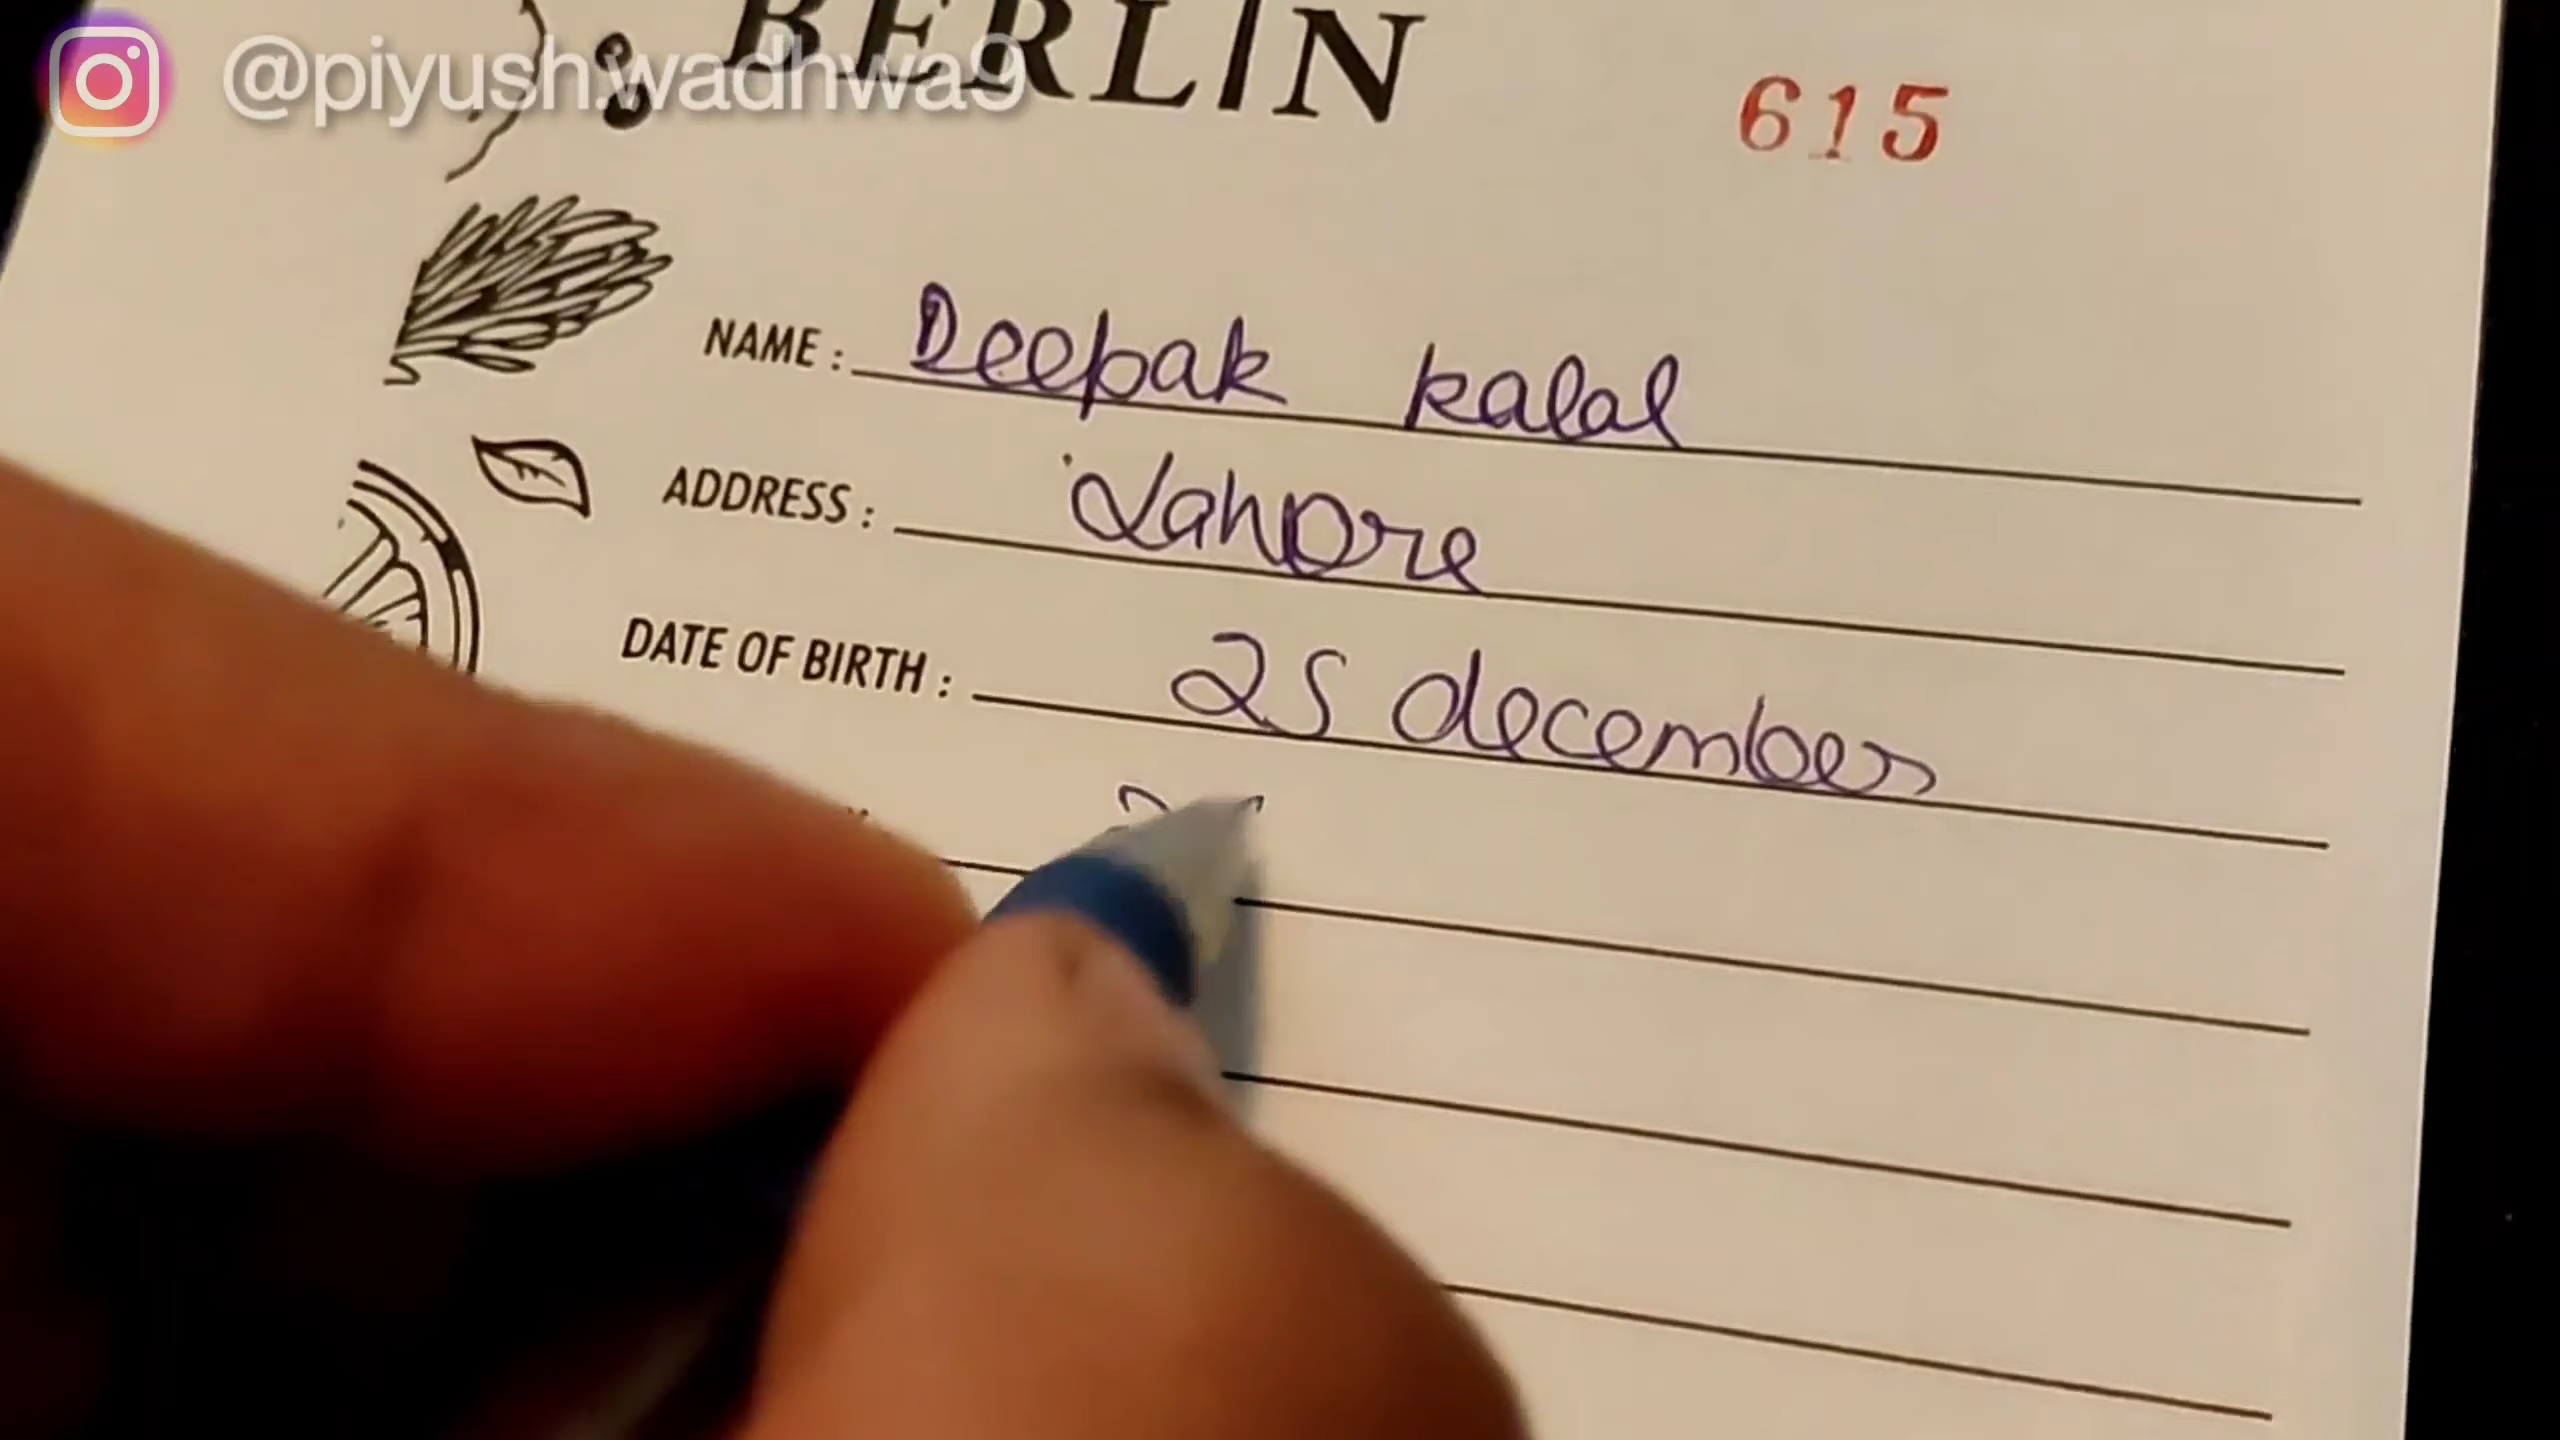 @piyush.wadhwa9
BERLIN
615
NAME : Deepak kalal
ADDRESS : Lahore
DATE OF BIRTH : 25 december